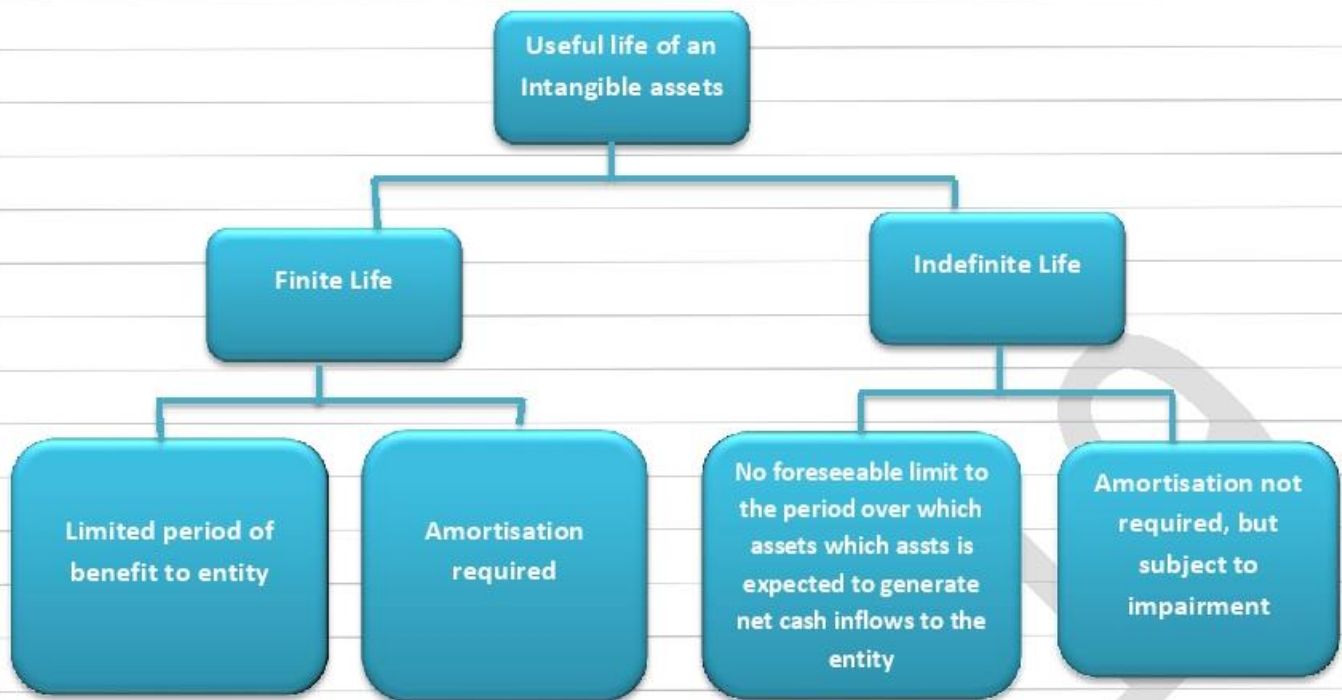 Useful life of an
Intangible assets
Finite Life
Indefinite Life
Limited period of
benefit to entity
Amortisation
required
No foreseeable limit to
the period over which
assets which assts is
expected to generate
net cash inflows to the
entity
Amortisation not
required, but
subject to
impairment